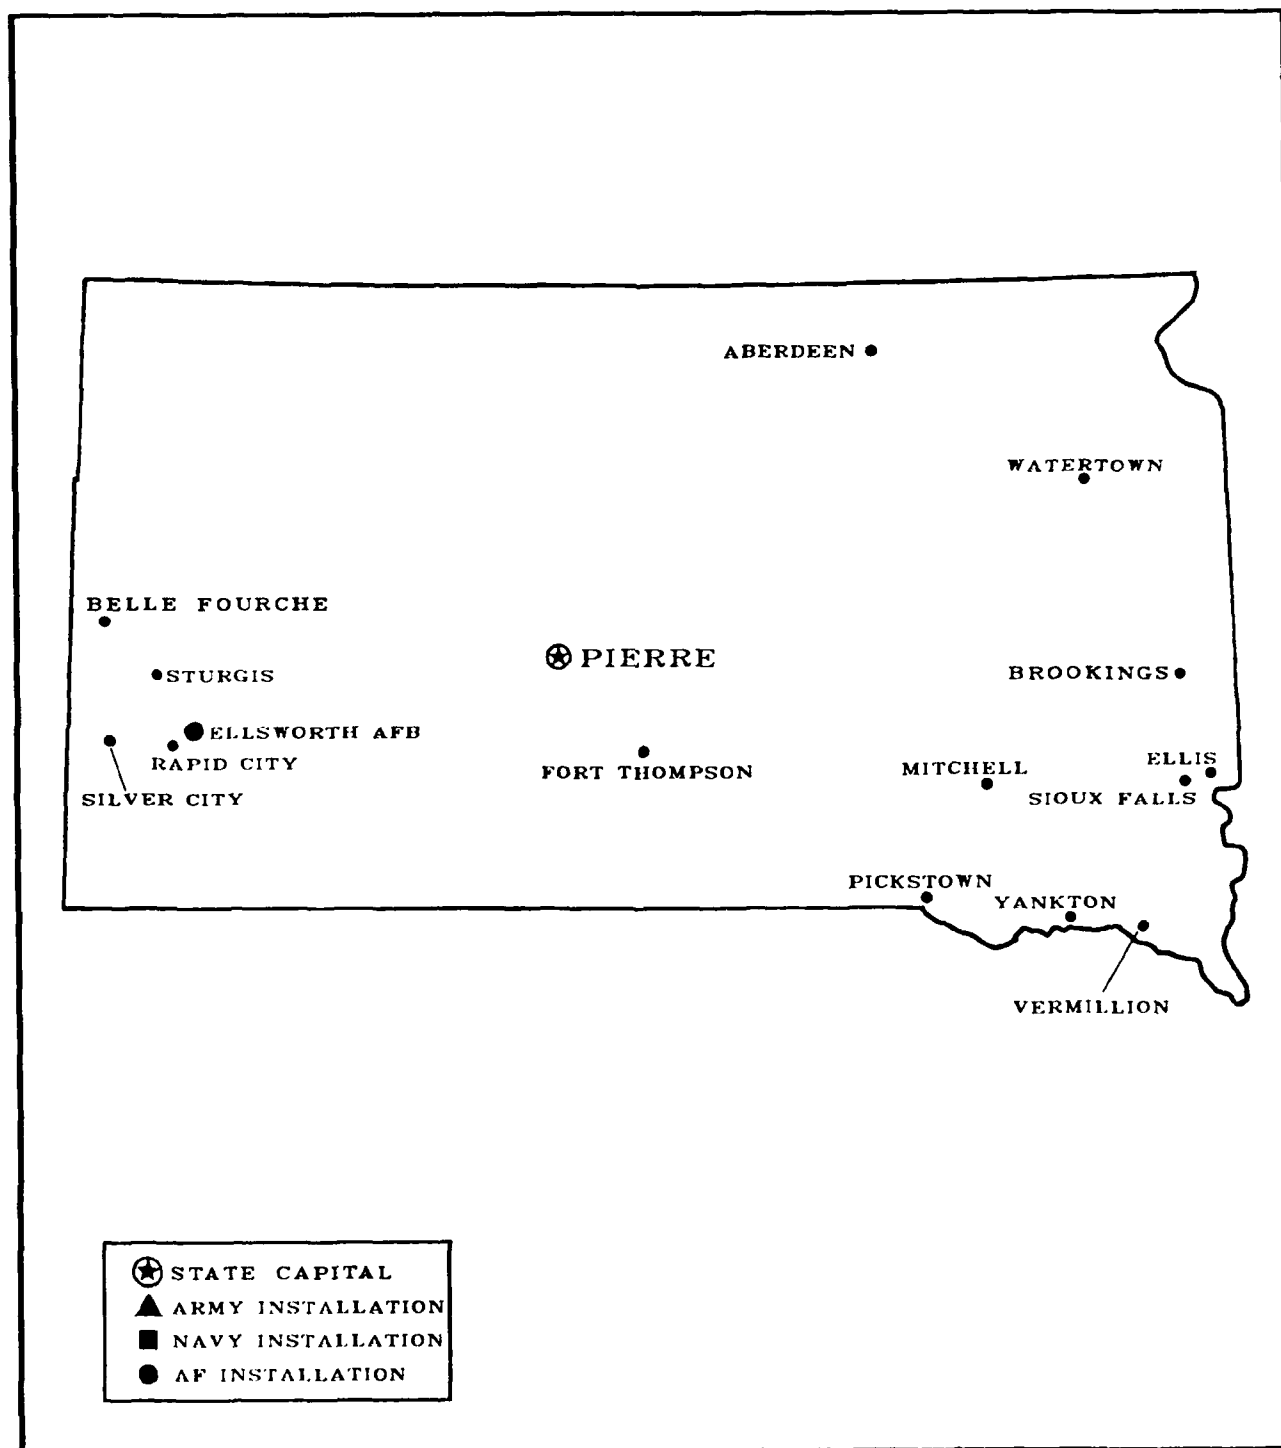 ABERDEEN
WATERTOWN
BELLE FOURCHE
PIERRE
STURGIS
BROOKINGS
ELLSWORTH AFB
RAPID CITY
SILVER CITY
FORT THOMPSON
MITCHELL
ELLIS
SIOUX FALLS
PICKSTOWN
YANKTON
VERMILLION
STATE CAPITAL
ARMY INSTALLATION
NAVY INSTALLATION
AF INSTALLATION